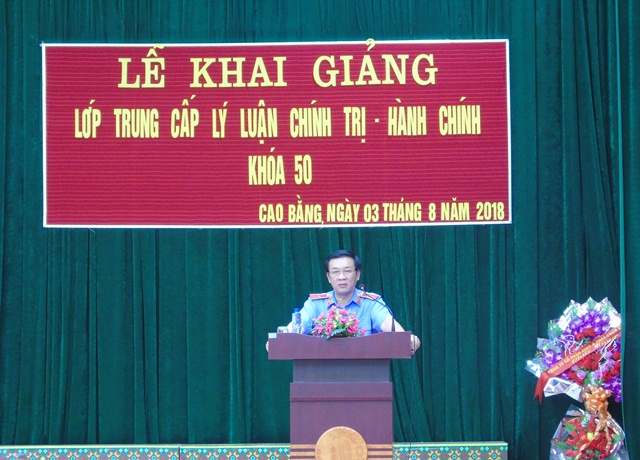 LỄ KHAI GIẢNG
LỚP TRUNG CẤP LÝ LUẬN CHÍNH TRỊ - HÀNH CHÍNH
KHÓA 50
CAO BẰNG, NGÀY 03 THÁNG 8 NĂM 2018